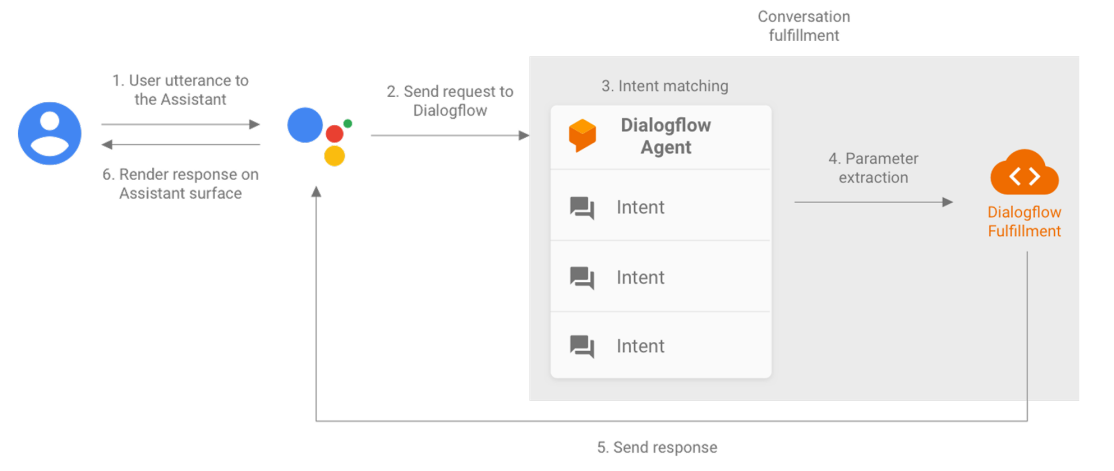 Conversation
fulfillment
1. User utterance to
the Assistant
2. Send request to
Dialogflow
3. Intent matching
Dialogflow
Agent
Intent
Intent
Intent
4. Parameter
extraction
Dialogflow
Fulfillment
6. Render response on
Assistant surface
5. Send response